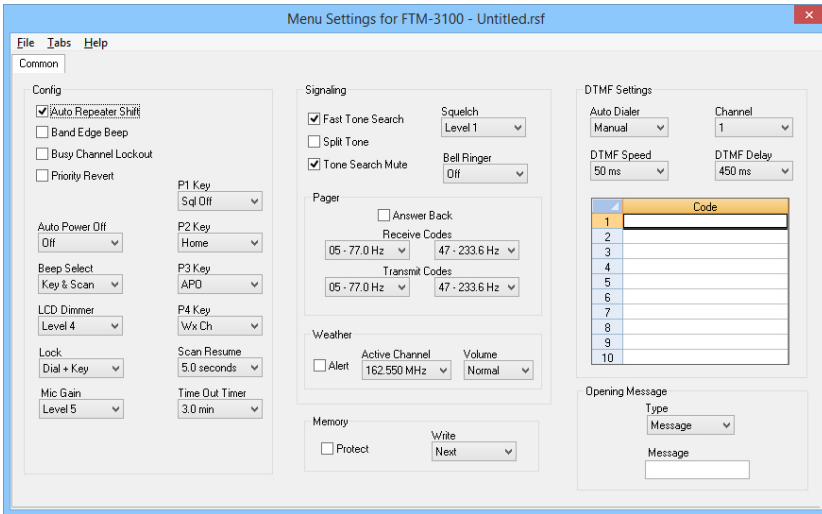 Menu Settings for FTM-3100 - Untitled.rsf
×
File Tabs Help
Common
Config
Auto Repeater Shift
Band Edge Beep
Busy Channel Lockout
Priority Revert
P1 Key
Sql Off
Auto Power Off
Off
P2 Key
Home
Beep Select
Key & Scan
P3 Key
APO
LCD Dimmer
Level 4
P4 Key
Wx Ch
Lock
Dial + Key
Scan Resume
5.0 seconds
Mic Gain
Level 5
Time Out Timer
3.0 min
Signaling
Fast Tone Search
Split Tone
Tone Search Mute
Squelch
Level 1
Bell Ringer
Off
Pager
Answer Back
Receive Codes
05 - 77.0 Hz 47 - 233.6 Hz
Transmit Codes
05 - 77.0 Hz 47 - 233.6 Hz
Weather
Alert
Active Channel
162.550 MHz
Volume
Normal
Memory
Protect
Write
Next
DTMF Settings
Auto Dialer
Manual
Channel
1
DTMF Speed
50 ms
DTMF Delay
450 ms
Code
1
2
3
4
5
6
7
8
9
10
Opening Message
Type
Message
Message